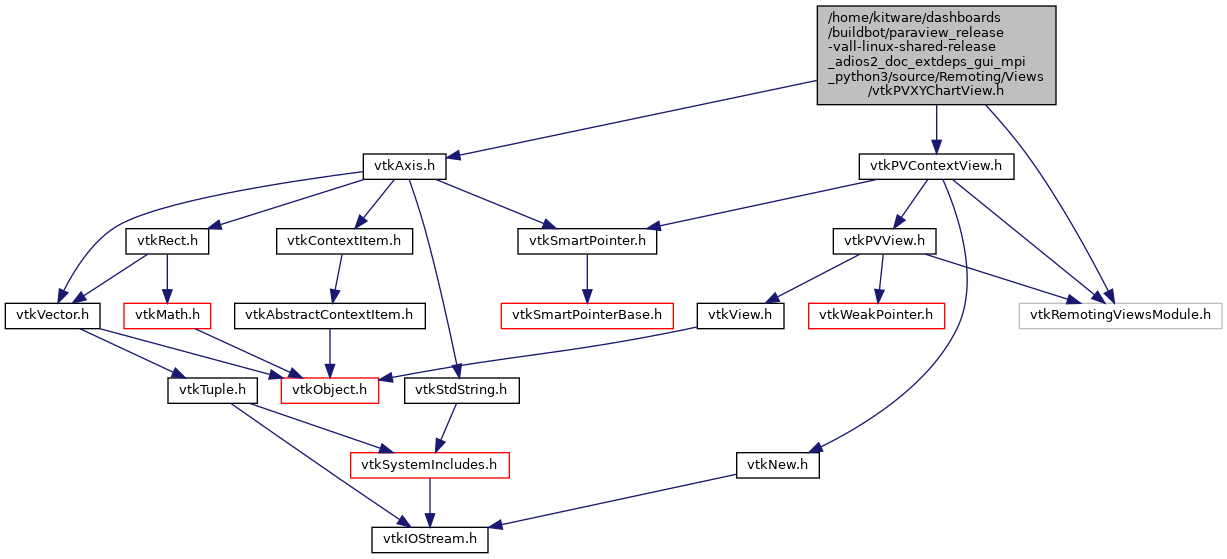 /home/kitware/dashboards
/buildbot/paraview_release
-vall-linux-shared-release
_adios2_doc_extdeps_gui_mpi
_python3/source/Remoting/Views
/vtkPVXYChartView.h
vtkAxis.h
vtkPVContextView.h
vtkRect.h
vtkContextItem.h
vtkSmartPointer.h
vtkPVView.h
vtkVector.h
vtkMath.h
vtkAbstractContextItem.h
vtkSmartPointerBase.h
vtkView.h
vtkWeakPointer.h
vtkRemotingViewsModule.h
vtkTuple.h
vtkObject.h
vtkStdString.h
vtkSystemIncludes.h
vtkNew.h
vtkIOStream.h